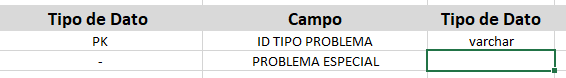 Tipo de Dato Campo Tipo de Dato
PK ID TIPO PROBLEMA varchar
- PROBLEMA ESPECIAL